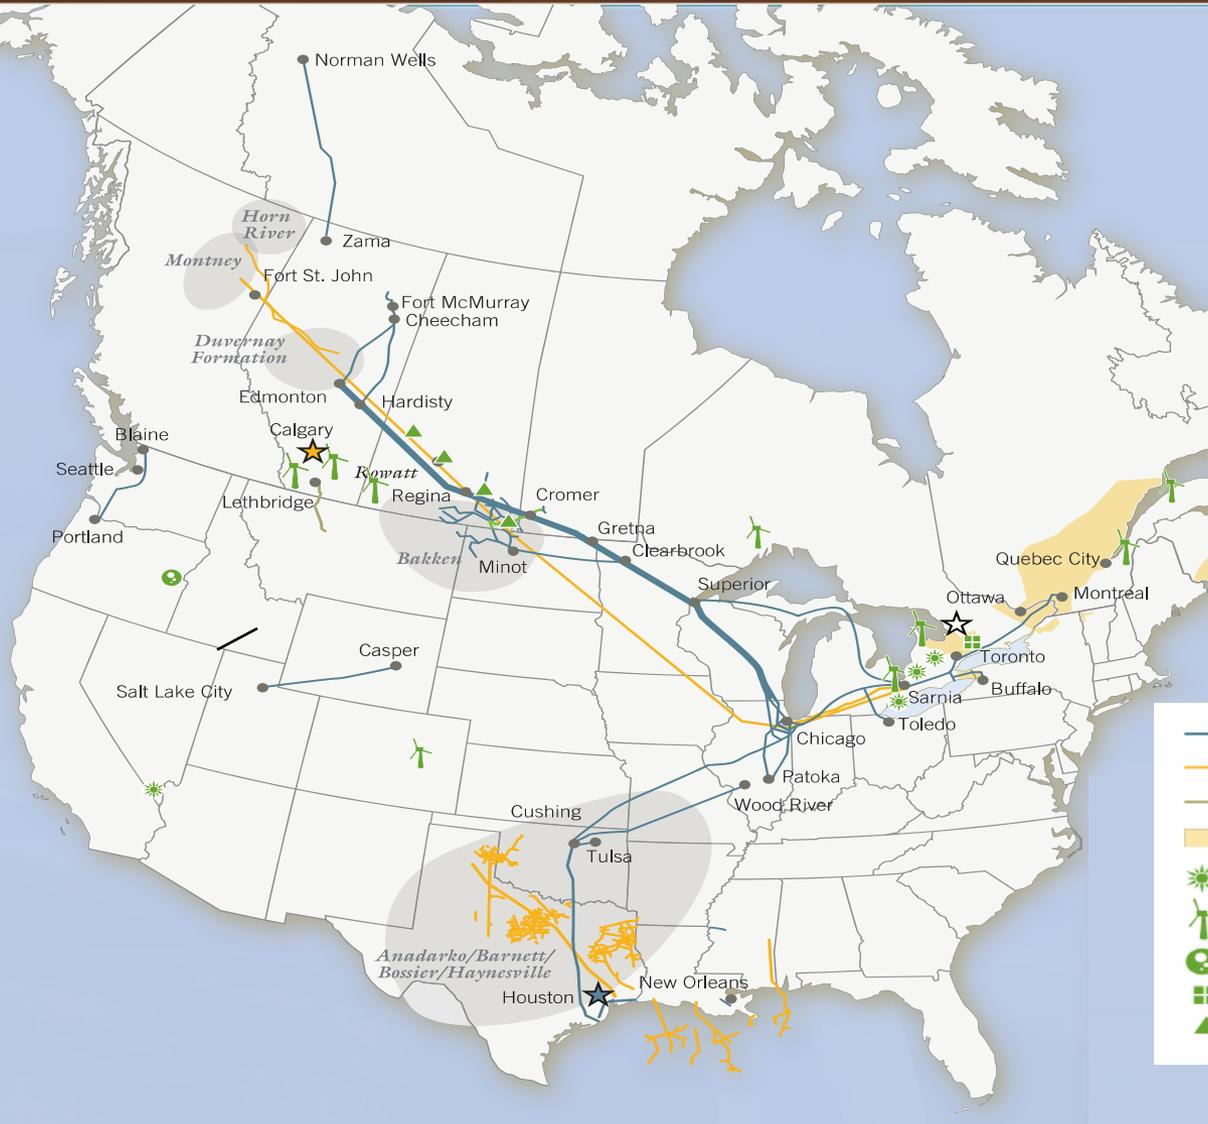 Norman Wells
Horn
River
Zama
Montney
Fort St. John
Fort McMurray
Cheecham
Duvernay
Formation
Edmonton
Hardisty
Calgary
Blaine
Seattle
Rowatt
Lethbridge
Regina
Cromer
Portland
Gretna
Bakken
Minot
Clearbrook
Quebec City
Superior
Ottawa
Montreal
Casper
Toronto
Salt Lake City
Buffalo
Sarnia
Toledo
Chicago
Patoka
Wood River
Cushing
Tulsa
Anadarko/Barnett/
Bossier/Haynesville
New Orleans
Houston